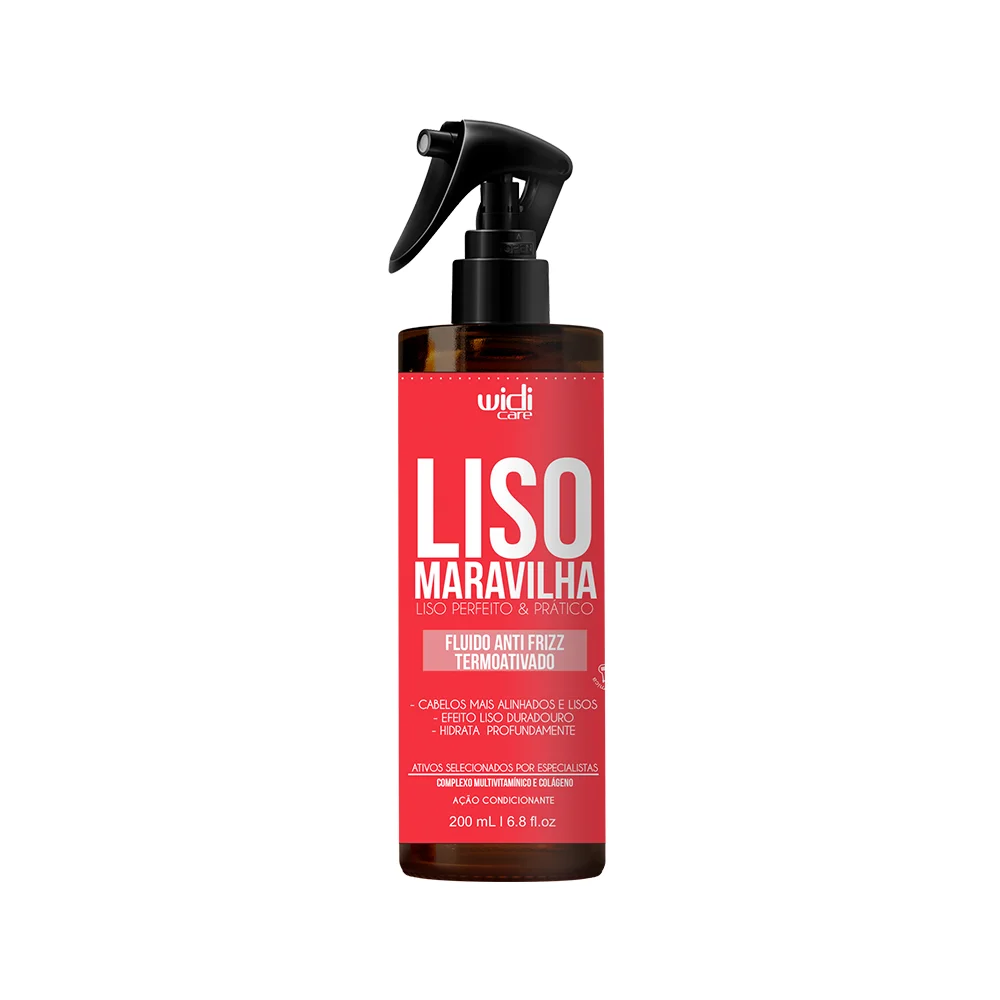 widi
care
LISO
MARAVILHA
LISO PERFEITO & PRÁTICO
FLUIDO ANTI FRIZZ
TERMOATIVADO
- CABELOS MAIS ALINHADOS E LISOS
- EFEITO LISO DURADOURO
- HIDRATA PROFUNDAMENTE
ATIVOS SELECIONADOS POR ESPECIALISTAS
COMPLEXO MULTIVITAMÍNICO E COLÁGENO
AÇÃO CONDICIONANTE
200 mL | 6.8 fl.oz